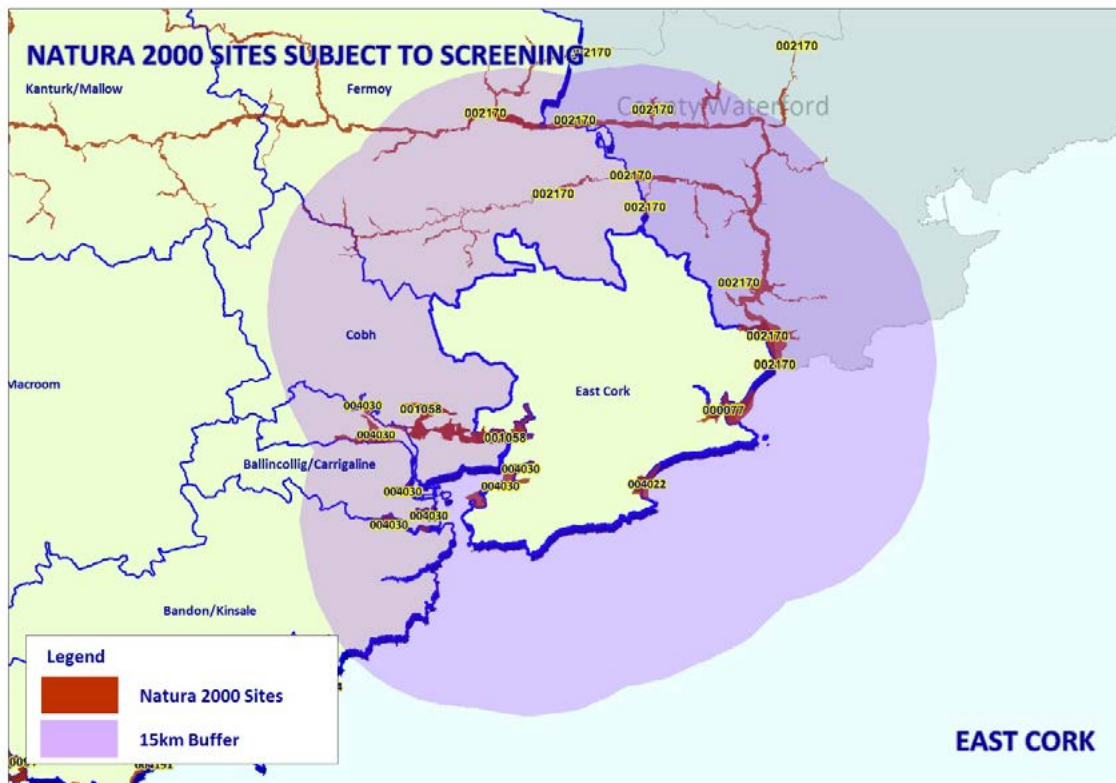 NATURA 2000 SITES SUBJECT TO SCREENING
002170
002170
Kanturk/Mallow
Fermoy
County Waterford
002170
002170
002170
002170
002170
002170
002170
Cobh
002170
002170
Macroom
East Cork
004030
001058
000077
004030
001058
Ballincollig/Carrigaline
004030
004030
004022
004030
004030
004030
Bandon/Kinsale
Legend
Natura 2000 Sites
15km Buffer
EAST CORK